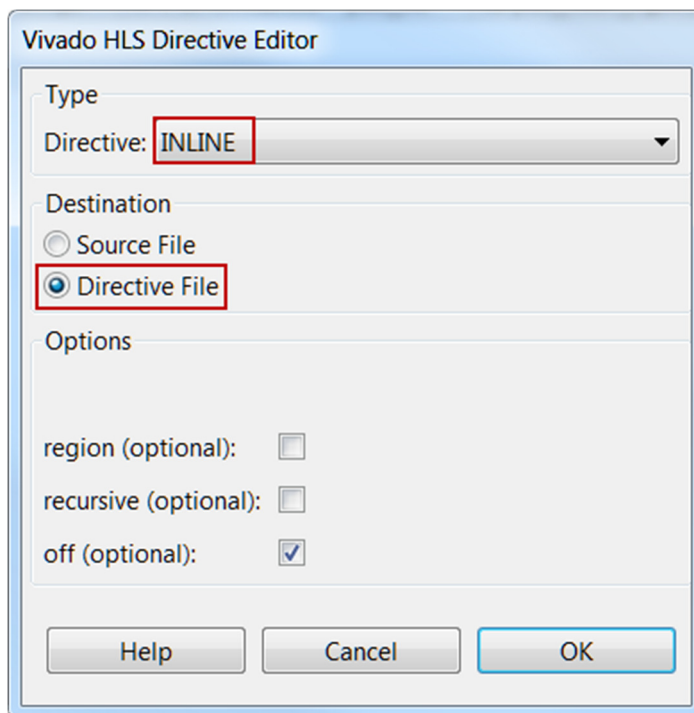 Vivado HLS Directive Editor
Type
Directive: INLINE
Destination
Source File
Directive File
Options
region (optional):
recursive (optional):
off (optional):
Help Cancel OK